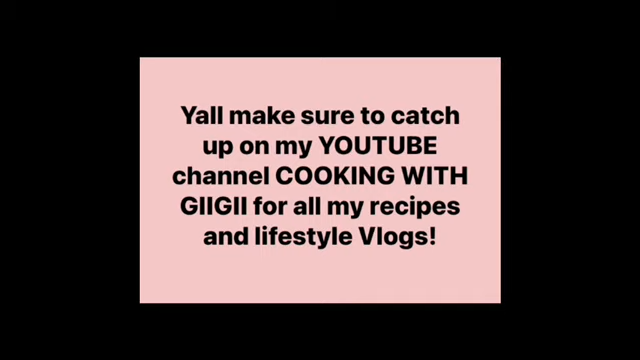 Yall make sure to catch
up on my YOUTUBE
channel COOKING WITH
GIIGII for all my recipes
and lifestyle Vlogs!